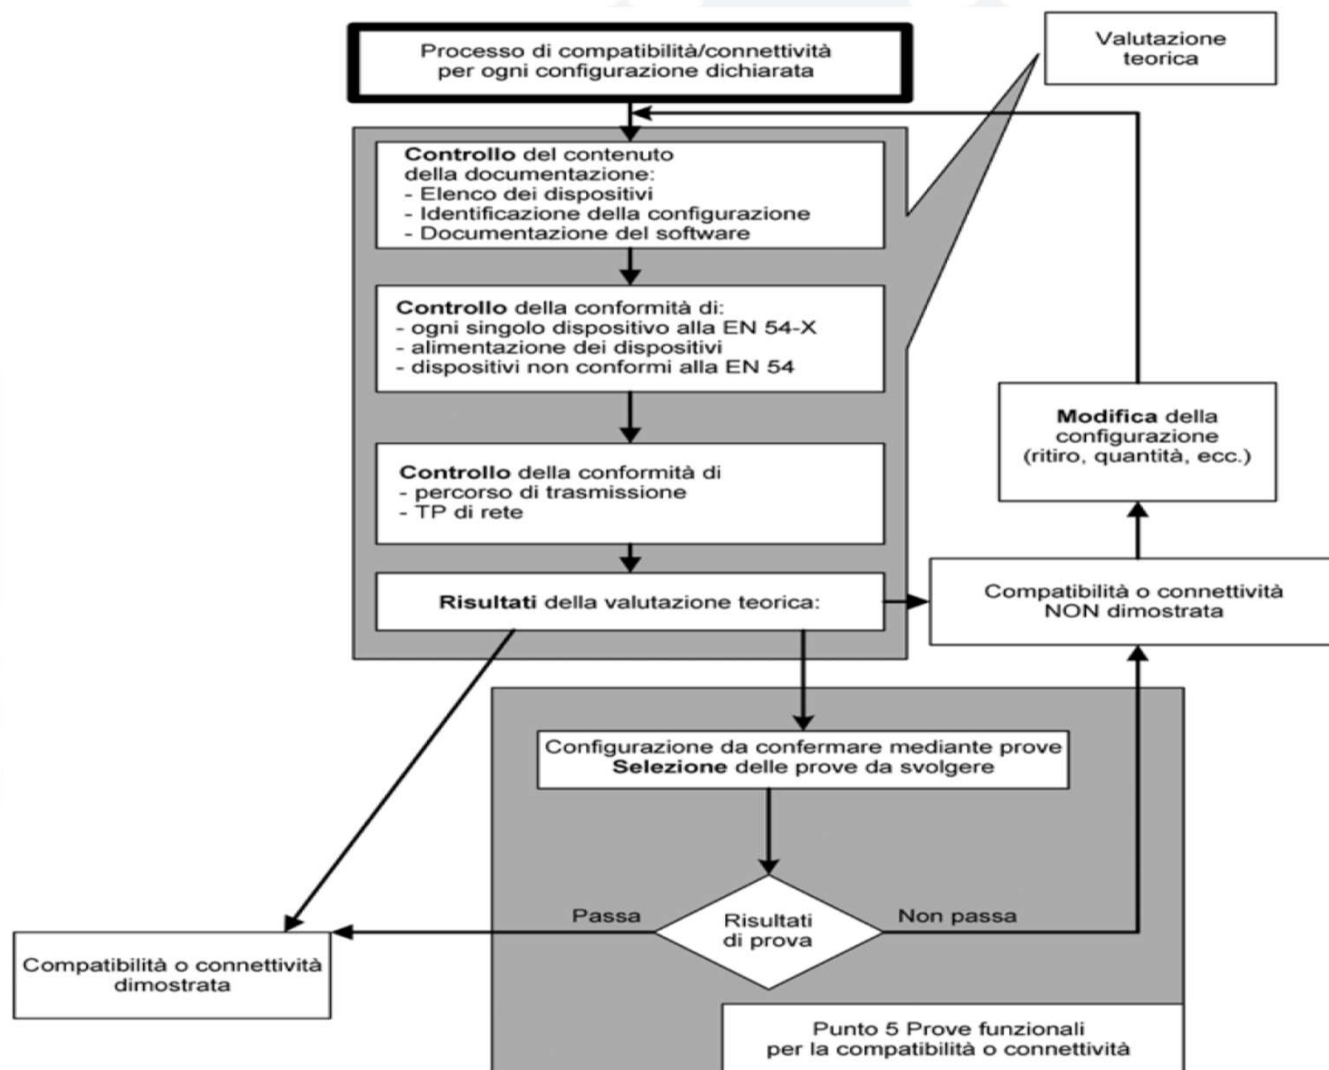 Processo di compatibilità/connettività
per ogni configurazione dichiarata
Valutazione
teorica
Controllo del contenuto
della documentazione:
- Elenco dei dispositivi
- Identificazione della configurazione
- Documentazione del software
Controllo della conformità di:
- ogni singolo dispositivo alla EN 54-X
- alimentazione dei dispositivi
- dispositivi non conformi alla EN 54
Modifica della
configurazione
(ritiro, quantità, ecc.)
Controllo della conformità di
- percorso di trasmissione
- TP di rete
Risultati della valutazione teorica:
Compatibilità o connettività
NON dimostrata
Configurazione da confermare mediante prove
Selezione delle prove da svolgere
Passa
Risultati
di prova
Non passa
Compatibilità o connettività
dimostrata
Punto 5 Prove funzionali
per la compatibilità o connettività